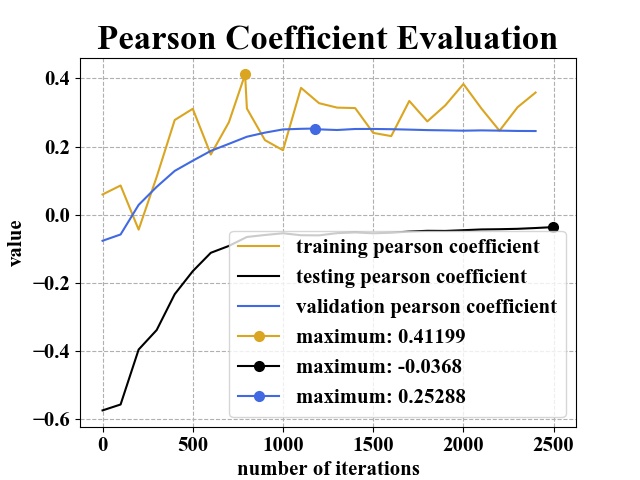 Pearson Coefficient Evaluation
value
0.4
0.2
0.0
−0.2
−0.4
−0.6
training pearson coefficient
testing pearson coefficient
validation pearson coefficient
maximum: 0.41199
maximum: -0.0368
maximum: 0.25288
0 500 1000 1500 2000 2500
number of iterations